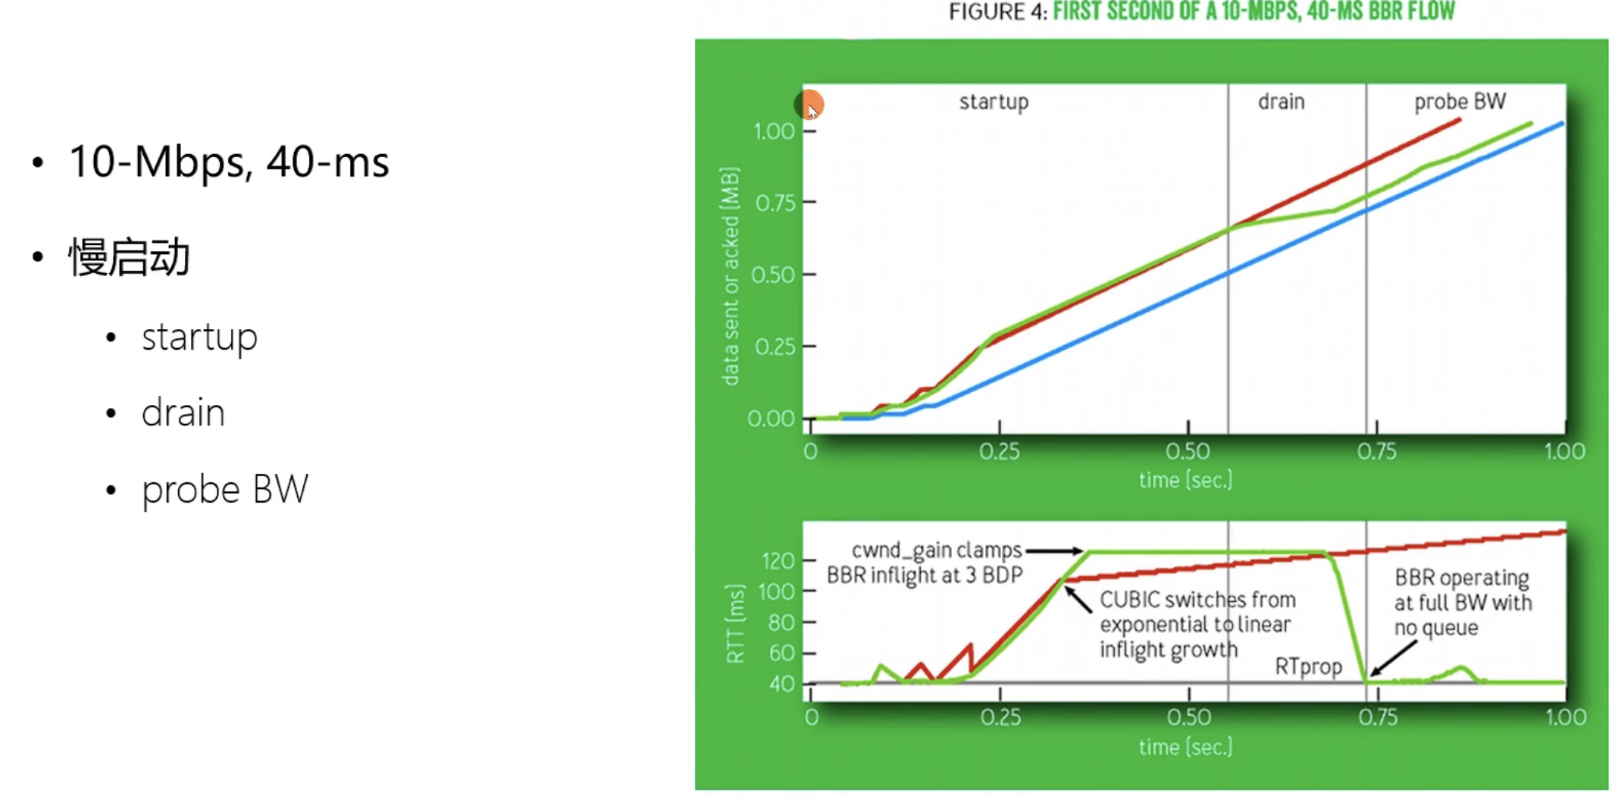 FIGURE 4: FIRST SECOND OF A 10-MBPS, 40-MS BBR FLOW
• 10-Mbps, 40-ms
• 慢启动
• startup
• drain
• probe BW
startup
drain
probe BW
data sent or acked (MB)
1.00
0.75
0.50
0.25
0.00
0
0.25
0.50
0.75
1.00
time (sec.)
RTT (ms)
120
100
80
60
40
cwnd_gain clamps
BBR inflight at 3 BDP
CUBIC switches from
exponential to linear
inflight growth
RTprop
BBR operating
at full BW with
no queue
0
0.25
0.50
0.75
1.00
time (sec.)